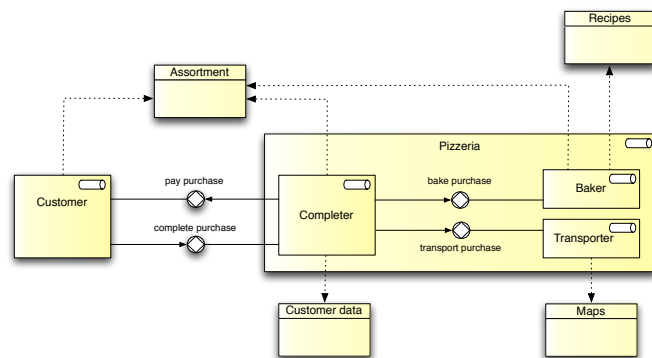 Recipes
Assortment
Pizzeria
pay purchase
bake purchase
Customer
Completer
Baker
complete purchase
transport purchase
Transporter
Customer data
Maps